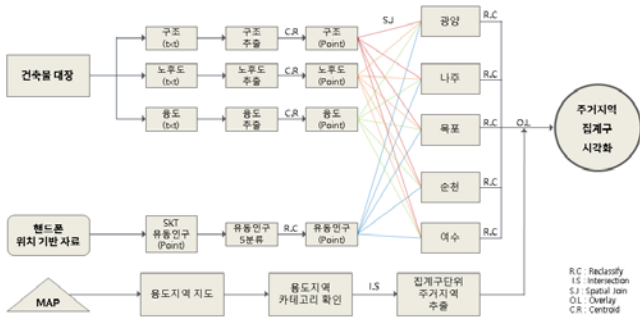 건축물 대장
구조
(txt)
구조
추출
C.R
구조
(Point)
노후도
(txt)
노후도
추출
C.R
노후도
(Point)
용도
(txt)
용도
추출
C.R
용도
(Point)
S.J
광양
R.C
나주
R.C
목포
R.C
순천
R.C
여수
R.C
O.L
주거지역
집계구
시각화
핸드폰
위치 기반 자료
SKT
유동인구
(Point)
유동인구
5분류
R.C
유동인구
(Point)
MAP
용도지역 지도
용도지역
카테고리 확인
I.S
집계구단위
주거지역
추출
R.C : Reclassify
I.S : Intersection
S.J : Spatial Join
O.L : Overlay
C.R : Centroid